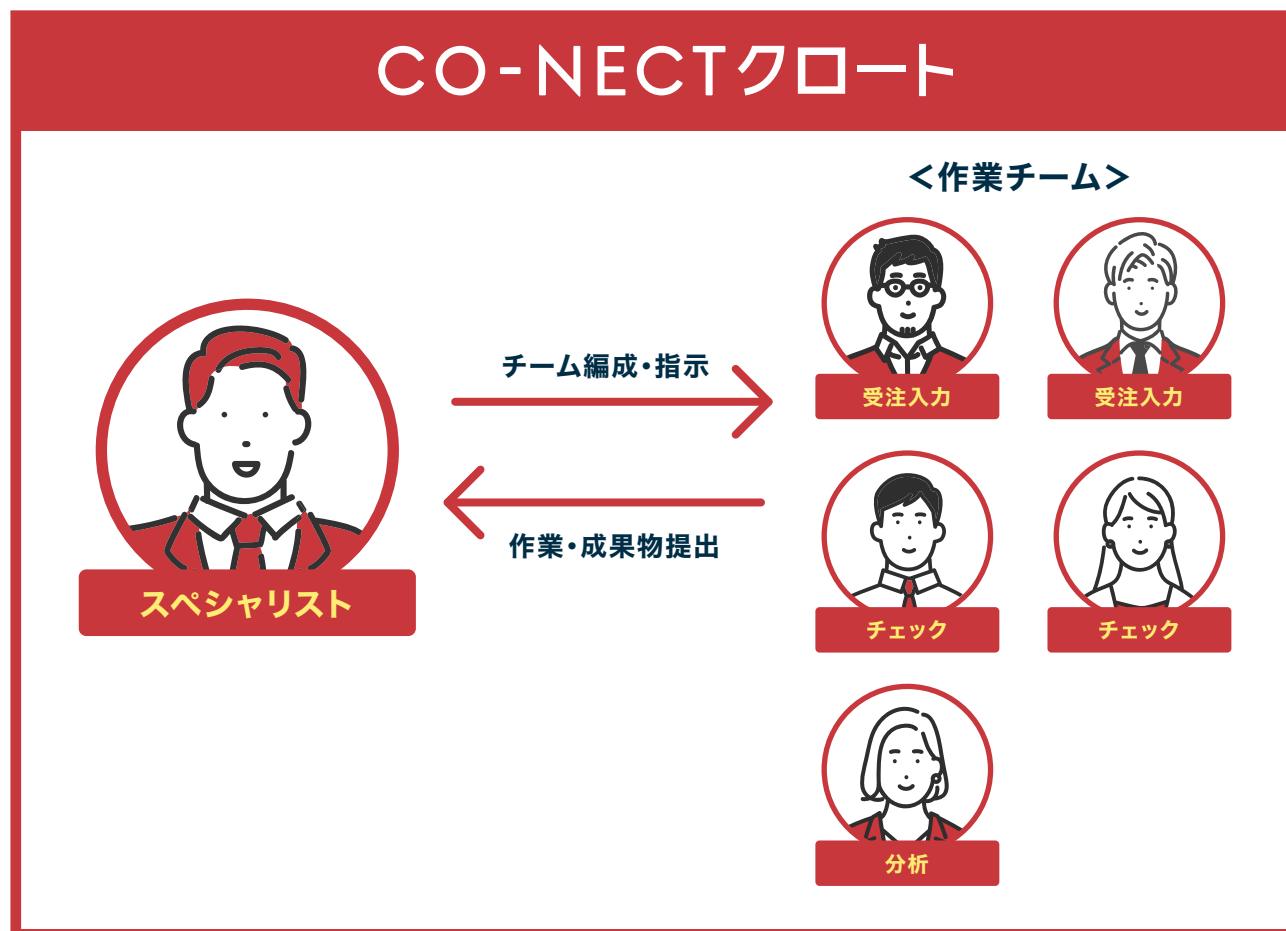 CO-NECTクロート
＜作業チーム＞
チーム編成・指示
作業・成果物提出
スペシャリスト
受注入力
受注入力
チェック
チェック
分析